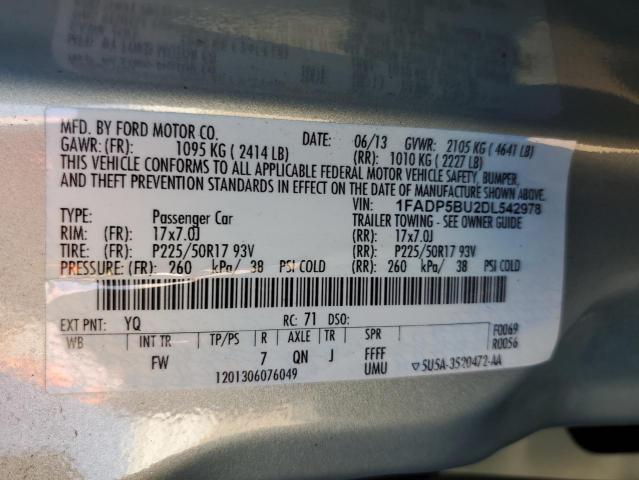 MFD. BY FORD MOTOR CO.
DATE: 06/13 GVWR: 2105 KG ( 4641 LB)
GAWR: (FR): 1095 KG ( 2414 LB) (RR): 1010 KG ( 2227 LB)
THIS VEHICLE CONFORMS TO ALL APPLICABLE FEDERAL MOTOR VEHICLE SAFETY, BUMPER,
AND THEFT PREVENTION STANDARDS IN EFFECT ON THE DATE OF MANUFACTURE SHOWN ABOVE.
VIN: 1FADP5BU2DL542978
TYPE: Passenger Car TRAILER TOWING - SEE OWNER GUIDE
RIM: (FR): 17x7.0J (RR): 17x7.0J
TIRE: (FR): P225/50R17 93V (RR): P225/50R17 93V
PRESSURE: (FR): 260 kPa/ 38 PSI COLD (RR): 260 kPa/ 38 PSI COLD
EXT PNT: YQ RC: 71 DSO: F0069
R0056
WB INT TR TP/PS R AXLE TR SPR
FW 7 QN J FFFF
UMU
1201306076049
▽5U5A-3520472-AA